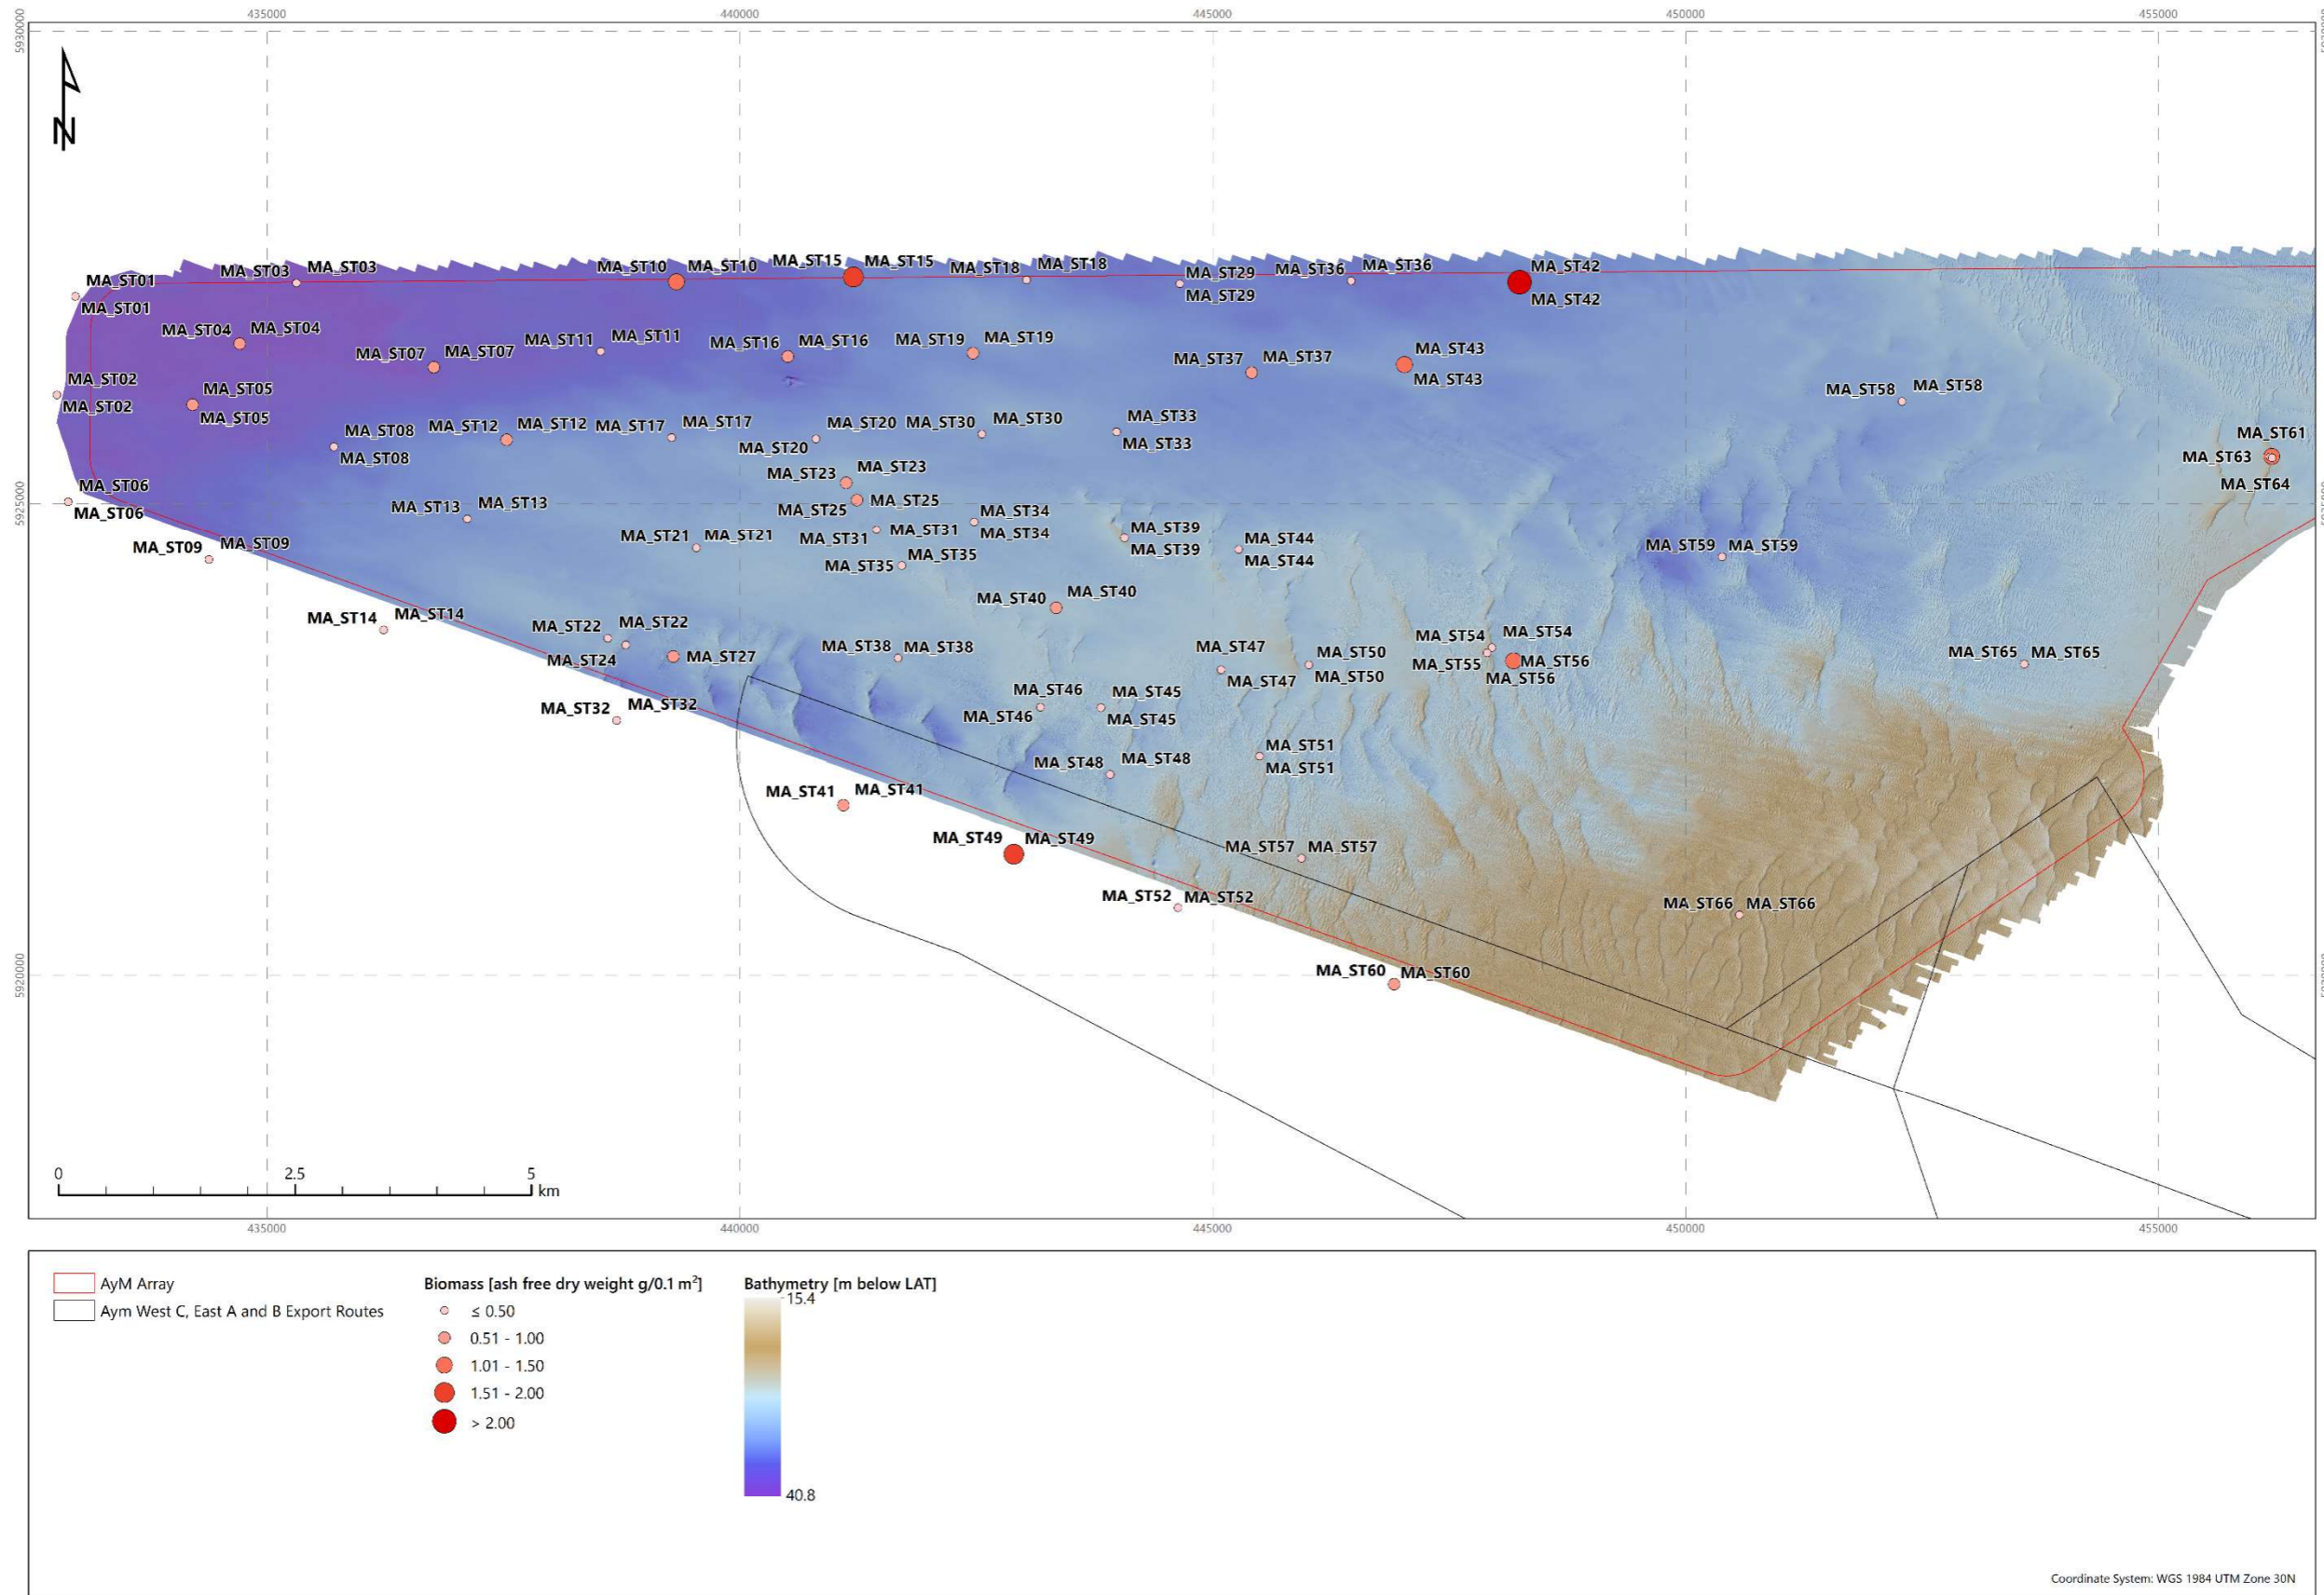 435000 440000 445000 450000 455000
5930000
N
MA_ST01
MA_ST01
MA_ST03 MA_ST03
MA_ST10 MA_ST10
MA_ST15 MA_ST15
MA_ST18 MA_ST18
MA_ST29
MA_ST29
MA_ST36 MA_ST36
MA_ST42
MA_ST42
MA_ST04 MA_ST04
MA_ST07 MA_ST07
MA_ST11 MA_ST11
MA_ST16 MA_ST16
MA_ST19 MA_ST19
MA_ST37 MA_ST37
MA_ST43
MA_ST43
MA_ST02
MA_ST02
MA_ST05
MA_ST05
MA_ST58 MA_ST58
MA_ST08
MA_ST08
MA_ST12 MA_ST12
MA_ST17 MA_ST17
MA_ST20
MA_ST20
MA_ST30 MA_ST30
MA_ST33
MA_ST33
MA_ST61
MA_ST63
MA_ST64
MA_ST23 MA_ST23
MA_ST06
MA_ST06
5925000
MA_ST13 MA_ST13
MA_ST25 MA_ST25
MA_ST34
MA_ST34
MA_ST31 MA_ST31
MA_ST39
MA_ST39
MA_ST09 MA_ST09
MA_ST21 MA_ST21
MA_ST35 MA_ST35
MA_ST44
MA_ST44
MA_ST59 MA_ST59
MA_ST40 MA_ST40
MA_ST14 MA_ST14
MA_ST22 MA_ST22
MA_ST24
MA_ST27
MA_ST38 MA_ST38
MA_ST47
MA_ST47
MA_ST50
MA_ST50
MA_ST54 MA_ST54
MA_ST55
MA_ST56
MA_ST56
MA_ST65 MA_ST65
MA_ST32 MA_ST32
MA_ST46
MA_ST46
MA_ST45
MA_ST45
MA_ST48 MA_ST48
MA_ST51
MA_ST51
MA_ST41 MA_ST41
MA_ST49 MA_ST49
MA_ST57 MA_ST57
MA_ST52 MA_ST52
MA_ST66 MA_ST66
MA_ST60 MA_ST60
5920000
0 2.5 5
km
435000 440000 445000 450000 455000
AyM Array
Aym West C, East A and B Export Routes
Biomass [ash free dry weight g/0.1 m²]
≤ 0.50
0.51 - 1.00
1.01 - 1.50
1.51 - 2.00
> 2.00
Bathymetry [m below LAT]
15.4
40.8
Coordinate System: WGS 1984 UTM Zone 30N